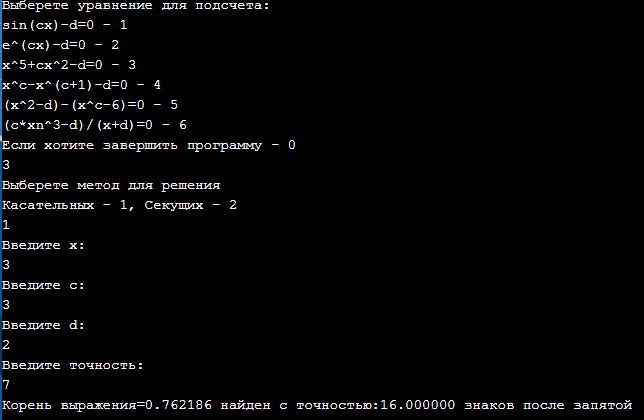 Выберете уравнение для подсчета:
sin(cx)-d=0 - 1
e^(cx)-d=0 - 2
x^5+cx^2-d=0 - 3
x^c-x^(c+1)-d=0 - 4
(x^2-d)-(x^c-6)=0 - 5
(c*xn^3-d)/(x+d)=0 - 6
Если хотите завершить программу - 0
3
Выберете метод для решения
Касательных - 1, Секущих - 2
1
Введите x:
3
Введите c:
3
Введите d:
2
Введите точность:
7
Корень выражения=0.762186 найден с точностью:16.000000 знаков после запятой